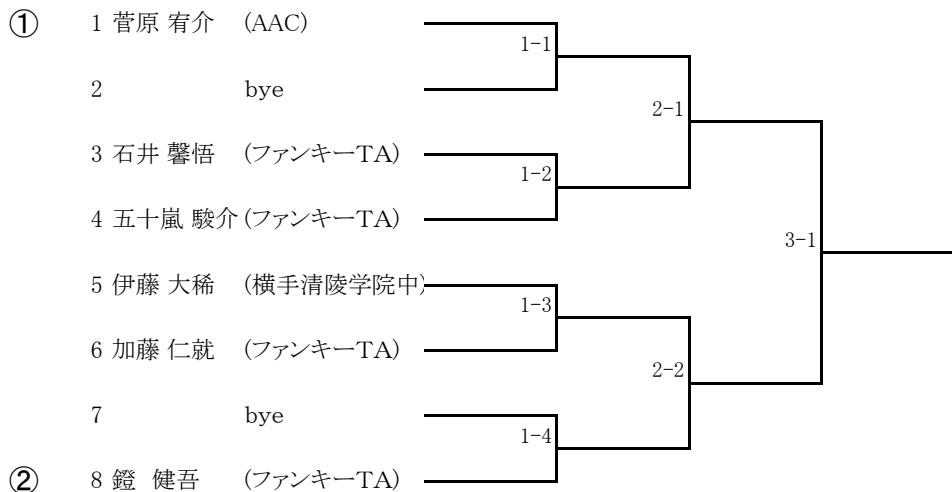 ① 1 菅原 宥介 (AAC)
1-1
2 bye
2-1
3 石井 馨悟 (ファンキーTA)
1-2
4 五十嵐 駿介 (ファンキーTA)
3-1
5 伊藤 大稀 (横手清陵学院中)
1-3
6 加藤 仁就 (ファンキーTA)
2-2
7 bye
1-4
② 8 鐙 健吾 (ファンキーTA)